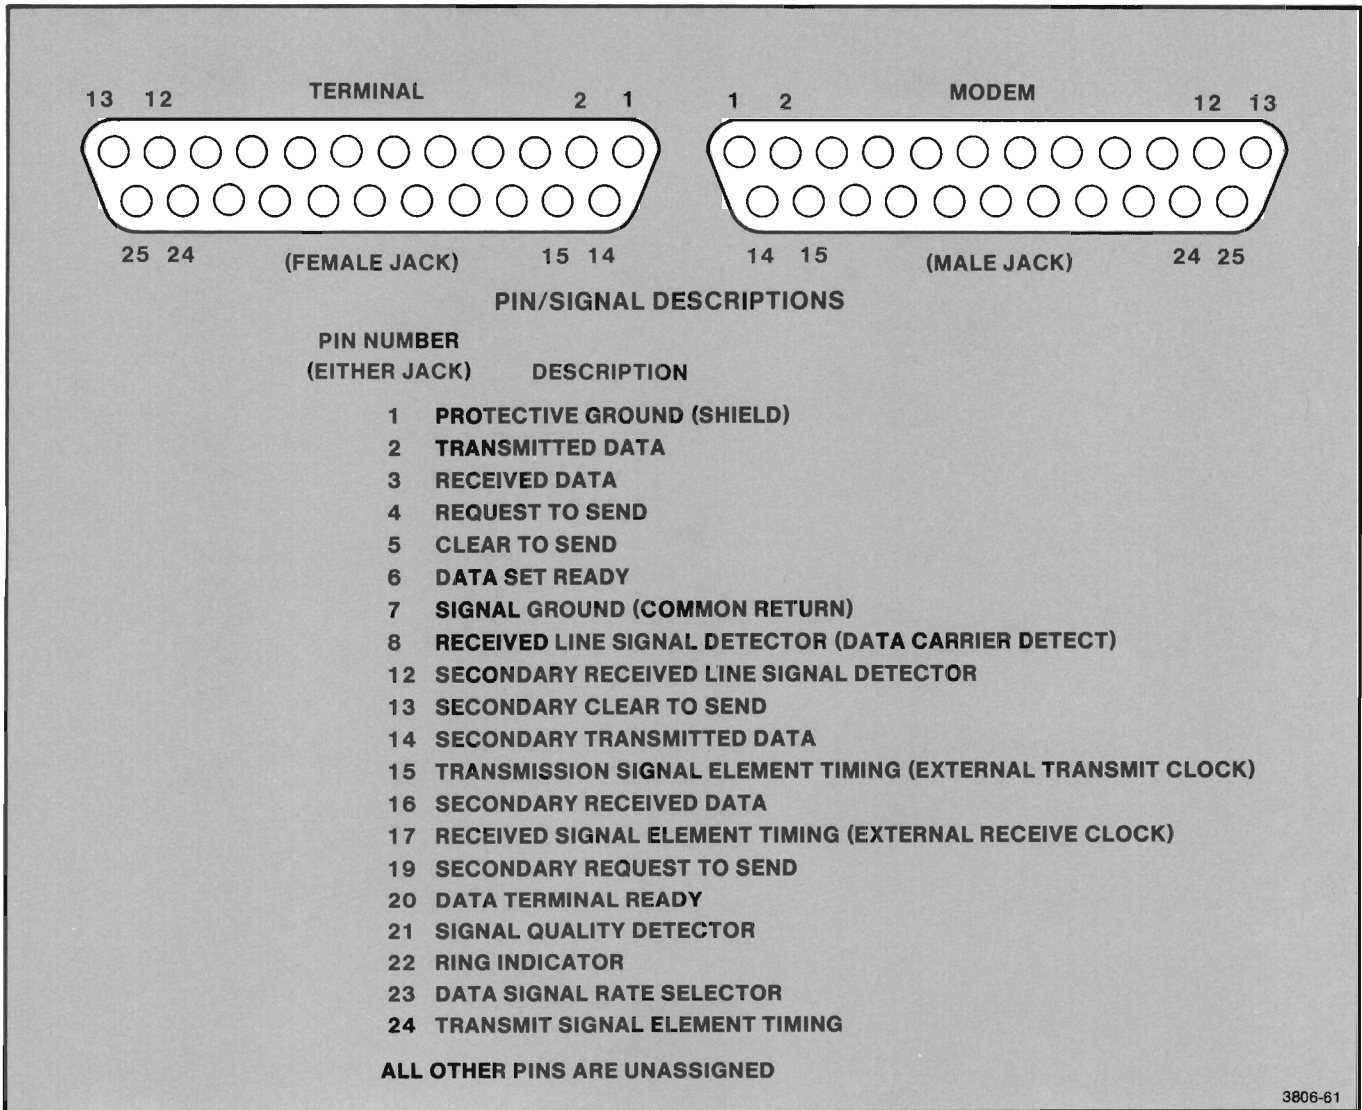 TERMINAL
13 12 2 1
MODEM
1 2 12 13
25 24 (FEMALE JACK) 15 14
14 15 (MALE JACK) 24 25
PIN/SIGNAL DESCRIPTIONS
PIN NUMBER
(EITHER JACK) DESCRIPTION
1 PROTECTIVE GROUND (SHIELD)
2 TRANSMITTED DATA
3 RECEIVED DATA
4 REQUEST TO SEND
5 CLEAR TO SEND
6 DATA SET READY
7 SIGNAL GROUND (COMMON RETURN)
8 RECEIVED LINE SIGNAL DETECTOR (DATA CARRIER DETECT)
12 SECONDARY RECEIVED LINE SIGNAL DETECTOR
13 SECONDARY CLEAR TO SEND
14 SECONDARY TRANSMITTED DATA
15 TRANSMISSION SIGNAL ELEMENT TIMING (EXTERNAL TRANSMIT CLOCK)
16 SECONDARY RECEIVED DATA
17 RECEIVED SIGNAL ELEMENT TIMING (EXTERNAL RECEIVE CLOCK)
19 SECONDARY REQUEST TO SEND
20 DATA TERMINAL READY
21 SIGNAL QUALITY DETECTOR
22 RING INDICATOR
23 DATA SIGNAL RATE SELECTOR
24 TRANSMIT SIGNAL ELEMENT TIMING
ALL OTHER PINS ARE UNASSIGNED
3806-61